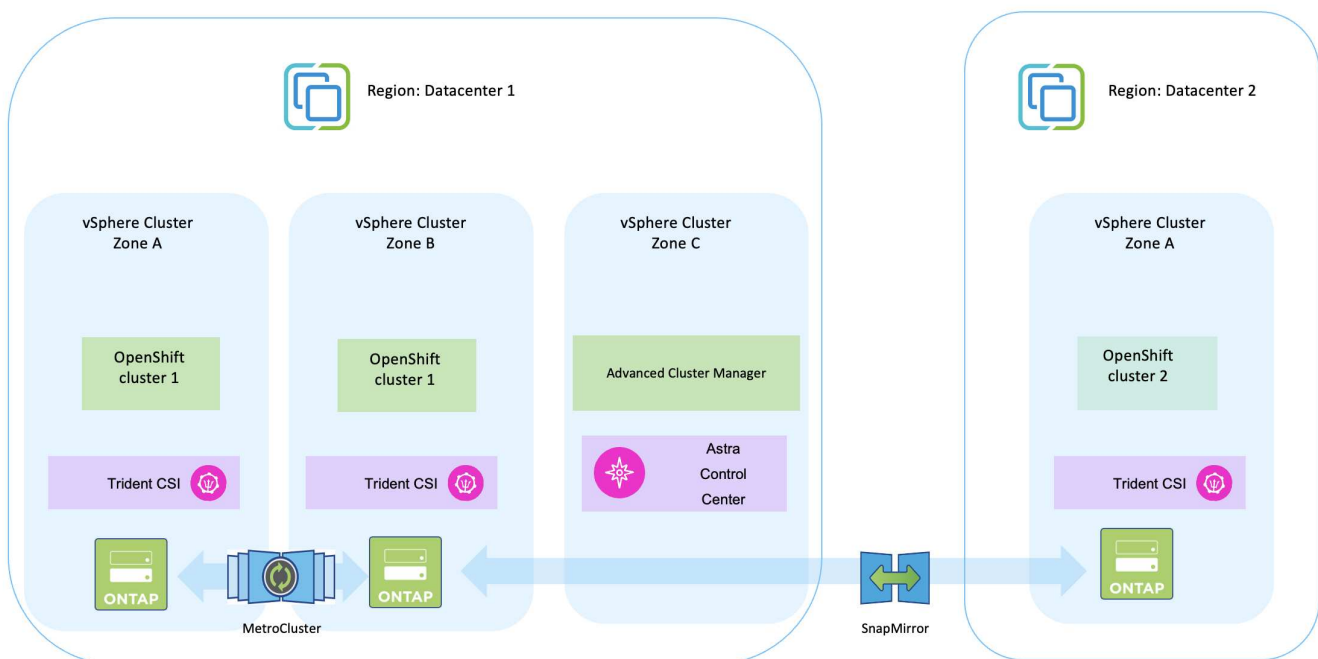 Region: Datacenter 1
Region: Datacenter 2
vSphere Cluster
Zone A
vSphere Cluster
Zone B
vSphere Cluster
Zone C
vSphere Cluster
Zone A
OpenShift
cluster 1
OpenShift
cluster 1
Advanced Cluster Manager
OpenShift
cluster 2
Trident CSI
Trident CSI
Astra
Control
Center
Trident CSI
ONTAP
ONTAP
ONTAP
MetroCluster
SnapMirror